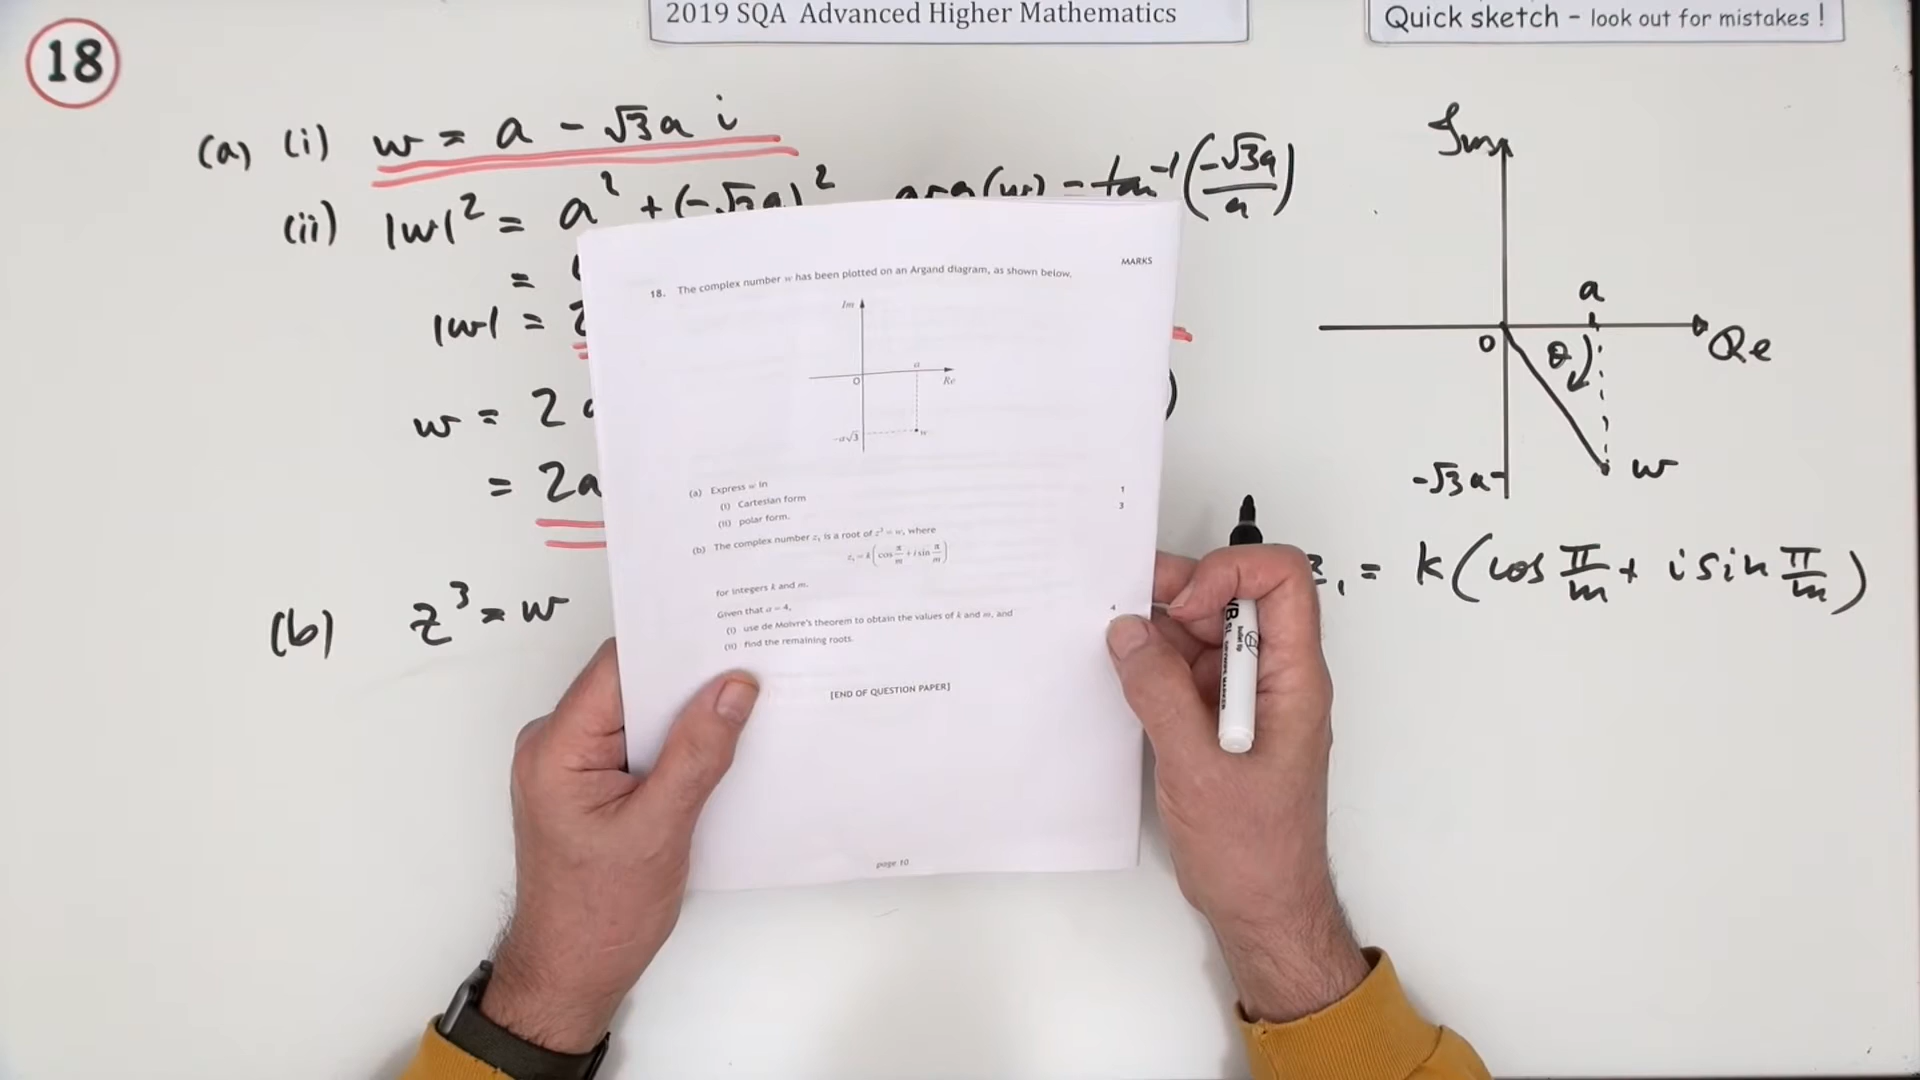 2019 SQA Advanced Higher Mathematics
Quick sketch – look out for mistakes !
18
(a) (i) w = a - √3a i
(ii) |w|² = a² + (-√3a)² arg(w) = tan⁻¹(-√3a/a)
=
|w| = 2
w = 2
= 2a
(b) z³ = w
z₁ = k(cos π/m + i sin π/m)
Im
a
0
θ
Re
-√3a
w
MARKS
18. The complex number w has been plotted on an Argand diagram, as shown below.
Im
a
O
Re
-a√3
w
(a) Express w in
(i) Cartesian form 1
(ii) polar form. 3
(b) The complex number z₁ is a root of z³ = w, where
z₁ = k(cos π/m + i sin π/m)
for integers k and m.
Given that a = 4,
(i) use de Moivre's theorem to obtain the values of k and m, and 4
(ii) find the remaining roots.
[END OF QUESTION PAPER]
page 10